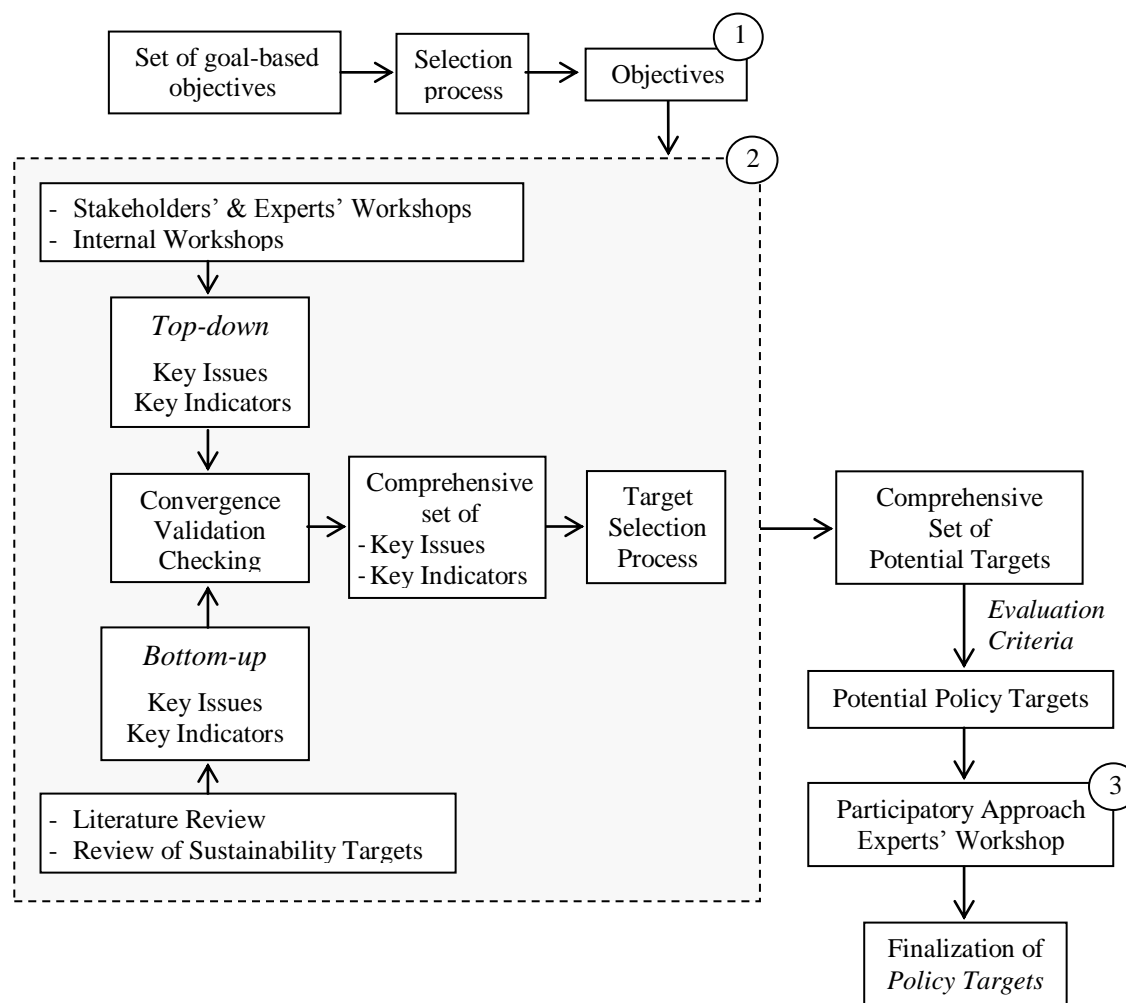 1
Set of goal-based
objectives
Selection
process
Objectives
2
- Stakeholders’ & Experts’ Workshops
- Internal Workshops
Top-down
Key Issues
Key Indicators
Convergence
Validation
Checking
Comprehensive
set of
- Key Issues
- Key Indicators
Target
Selection
Process
Bottom-up
Key Issues
Key Indicators
- Literature Review
- Review of Sustainability Targets
Comprehensive
Set of
Potential Targets
Evaluation
Criteria
Potential Policy Targets
3
Participatory Approach
Experts’ Workshop
Finalization of
Policy Targets